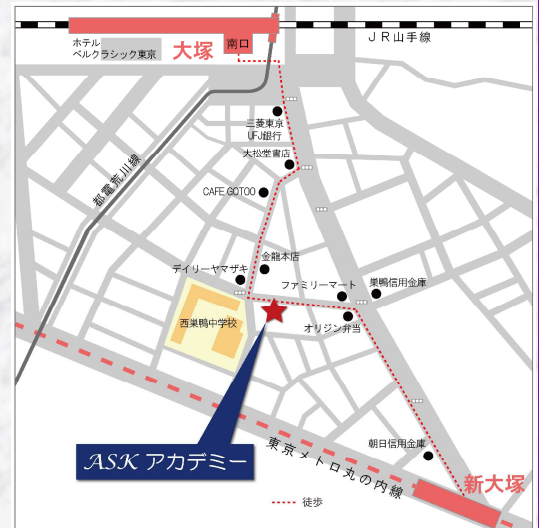 JR山手線
ホテル
ベルクラシック東京
大塚
南口
三菱東京
UFJ銀行
大松堂書店
都電荒川線
CAFE GOTOO
金龍本店
デイリーヤマザキ
ファミリーマート
巣鴨信用金庫
西巣鴨中学校
オリジン弁当
ASK アカデミー
東京メトロ丸の内線
朝日信用金庫
新大塚
徒歩